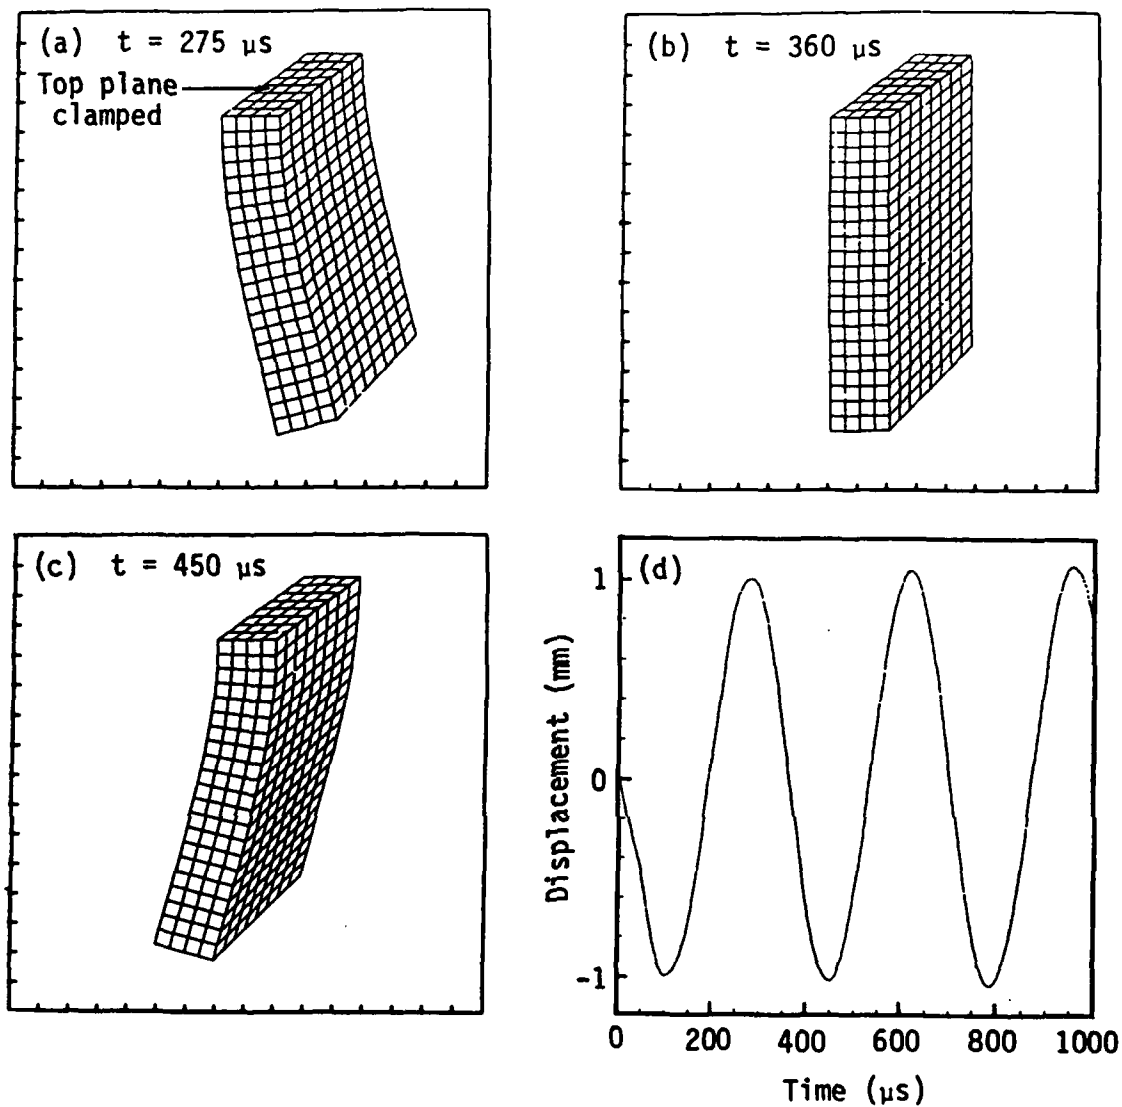 (a) t = 275 μs
Top plane
clamped
(b) t = 360 μs
(c) t = 450 μs
(d)
1
0
-1
Displacement (mm)
0 200 400 600 800 1000
Time (μs)